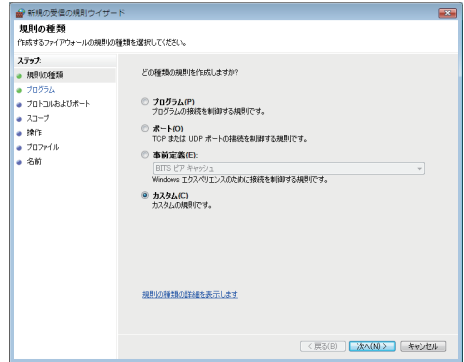 新規の受信の規則ウィザード
規則の種類
作成するファイアウォールの規則の種類を選択してください。
ステップ:
規則の種類
プログラム
プロトコルおよびポート
スコープ
操作
プロファイル
名前
どの種類の規則を作成しますか?
プログラム(P)
プログラムの接続を制御する規則です。
ポート(O)
TCP または UDP ポートの接続を制御する規則です。
事前定義(E):
BITS ピア キャッシュ
Windows エクスペリエンスのために接続を制御する規則です。
カスタム(C)
カスタムの規則です。
規則の種類の詳細を表示します
< 戻る(B)
次へ(N) >
キャンセル